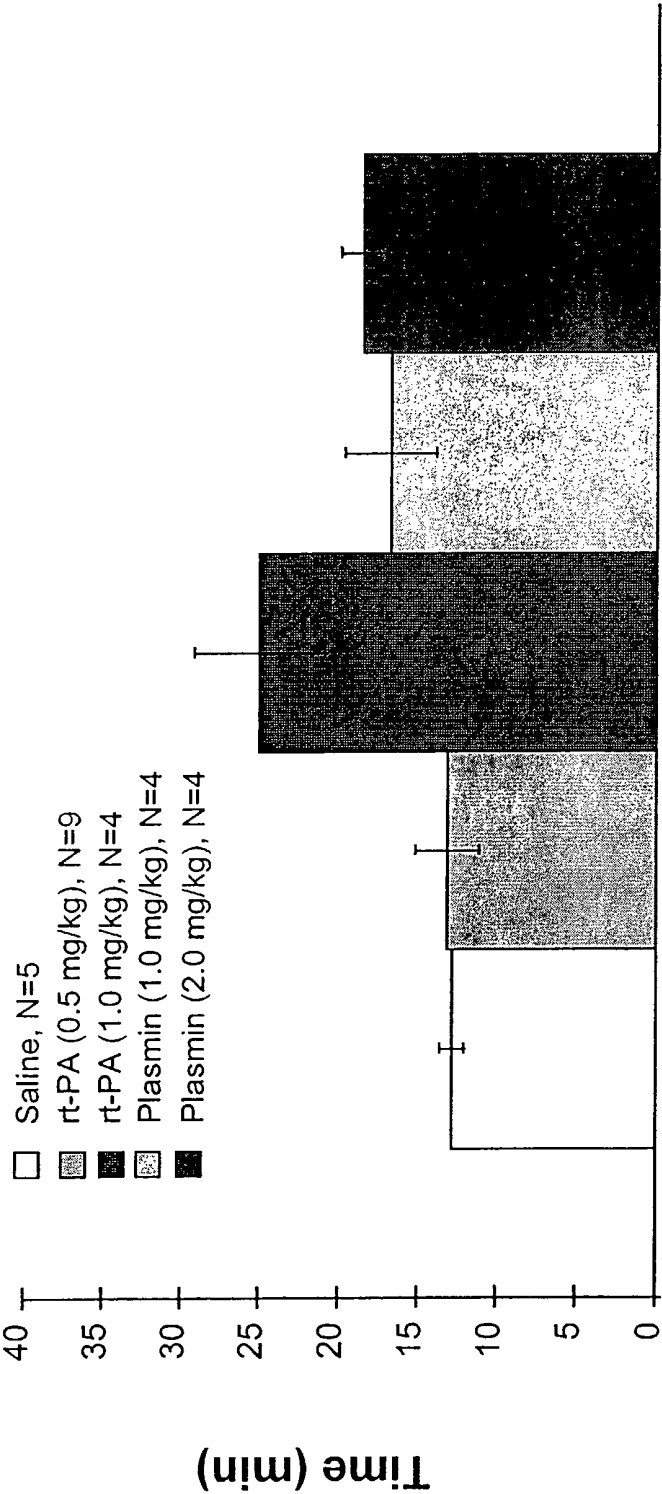 Saline, N=5
rt-PA (0.5 mg/kg), N=9
rt-PA (1.0 mg/kg), N=4
Plasmin (1.0 mg/kg), N=4
Plasmin (2.0 mg/kg), N=4
40
35
30
25
20
15
10
5
0
Time (min)